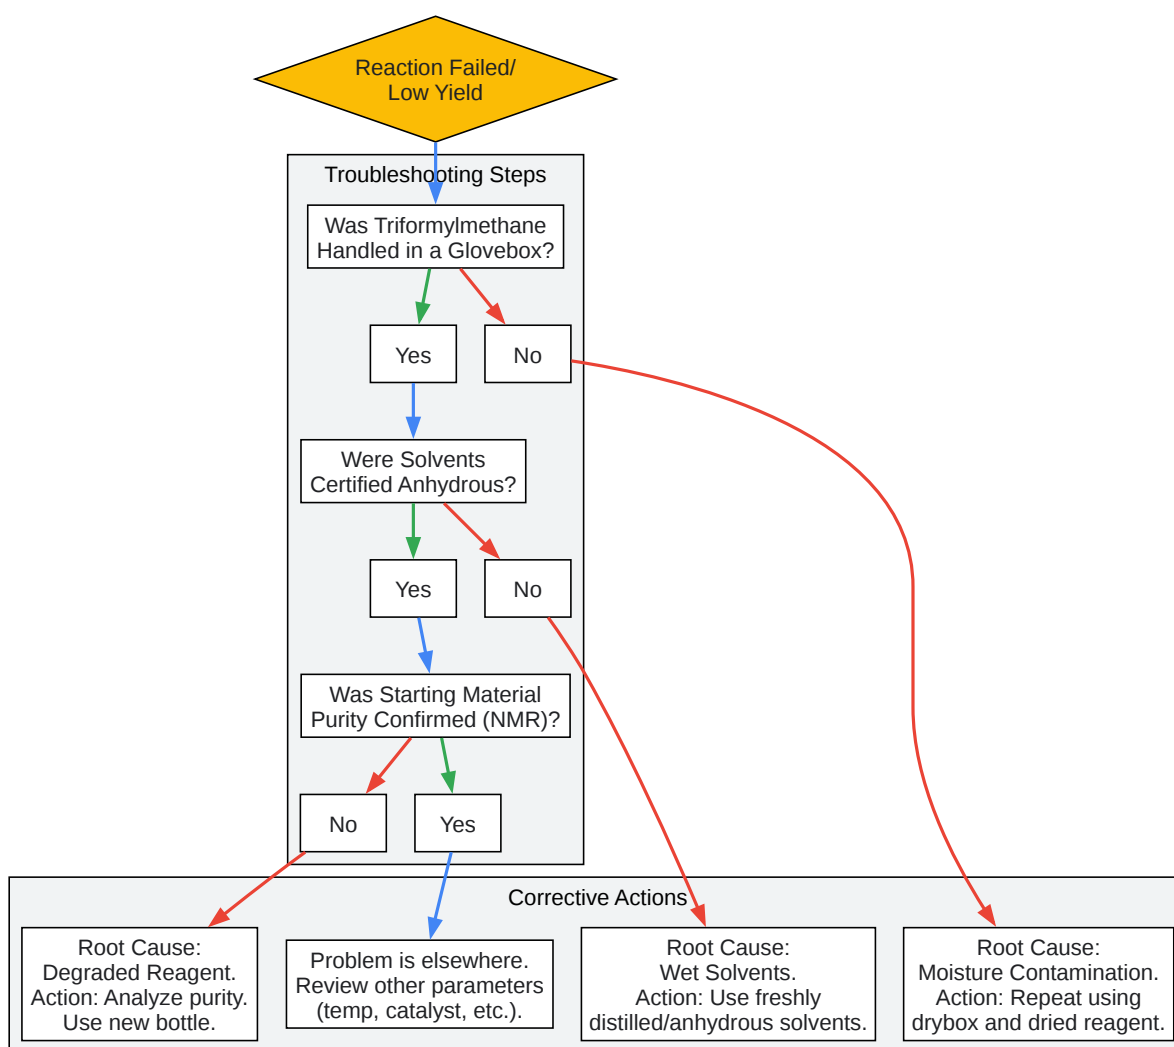 Reaction Failed/
Low Yield
Troubleshooting Steps
Was Triformylmethane
Handled in a Glovebox?
Yes
No
Were Solvents
Certified Anhydrous?
Yes
No
Was Starting Material
Purity Confirmed (NMR)?
No
Yes
Corrective Actions
Root Cause:
Degraded Reagent.
Action: Analyze purity.
Use new bottle.
Problem is elsewhere.
Review other parameters
(temp, catalyst, etc.).
Root Cause:
Wet Solvents.
Action: Use freshly
distilled/anhydrous solvents.
Root Cause:
Moisture Contamination.
Action: Repeat using
drybox and dried reagent.